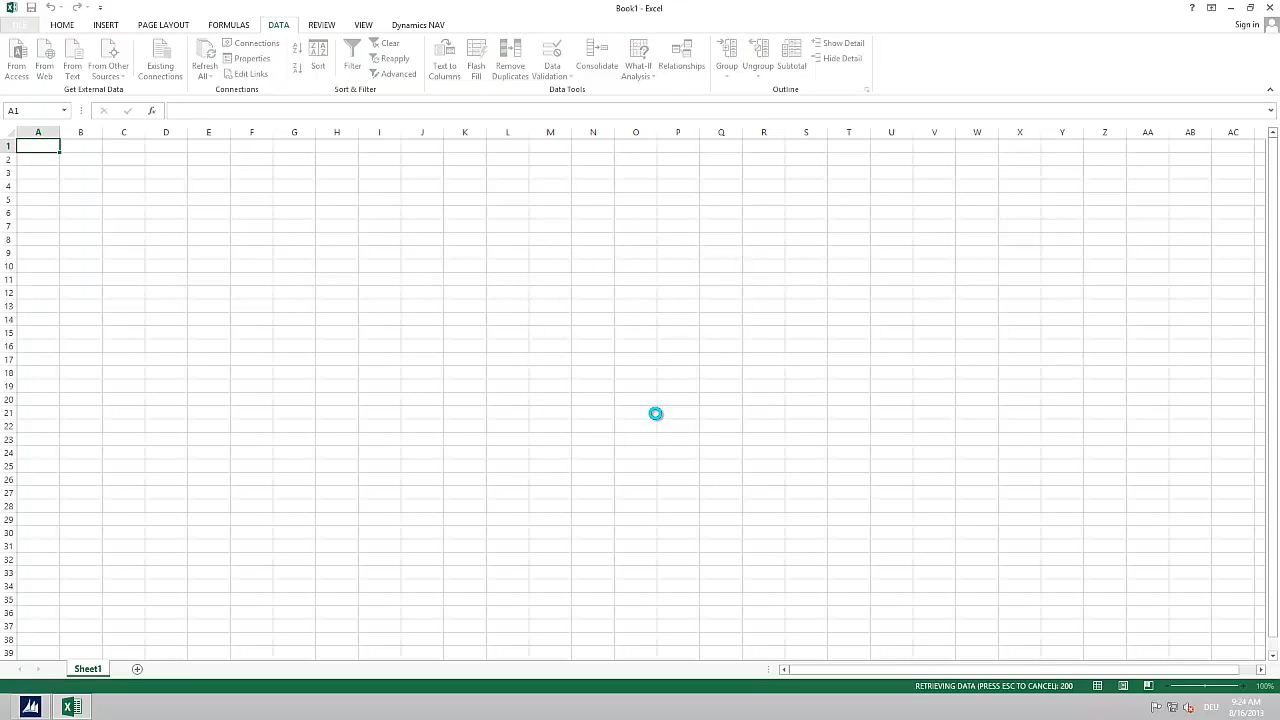 Book1 - Excel
?
FILE HOME INSERT PAGE LAYOUT FORMULAS DATA REVIEW VIEW Dynamics NAV Sign in
From Access
From Web
From Text
From Other Sources
Existing Connections
Get External Data
Refresh All
Connections
Properties
Edit Links
Connections
Sort
Filter
Clear
Reapply
Advanced
Sort & Filter
Text to Columns
Flash Fill
Remove Duplicates
Data Validation
Consolidate
What-If Analysis
Relationships
Data Tools
Group
Ungroup
Subtotal
Show Detail
Hide Detail
Outline
A1 fx
A B C D E F G H I J K L M N O P Q R S T U V W X Y Z AA AB AC
1
2
3
4
5
6
7
8
9
10
11
12
13
14
15
16
17
18
19
20
21
22
23
24
25
26
27
28
29
30
31
32
33
34
35
36
37
38
39
Sheet1
RETRIEVING DATA (PRESS ESC TO CANCEL): 200 100%
DEU
9:24 AM
8/16/2013